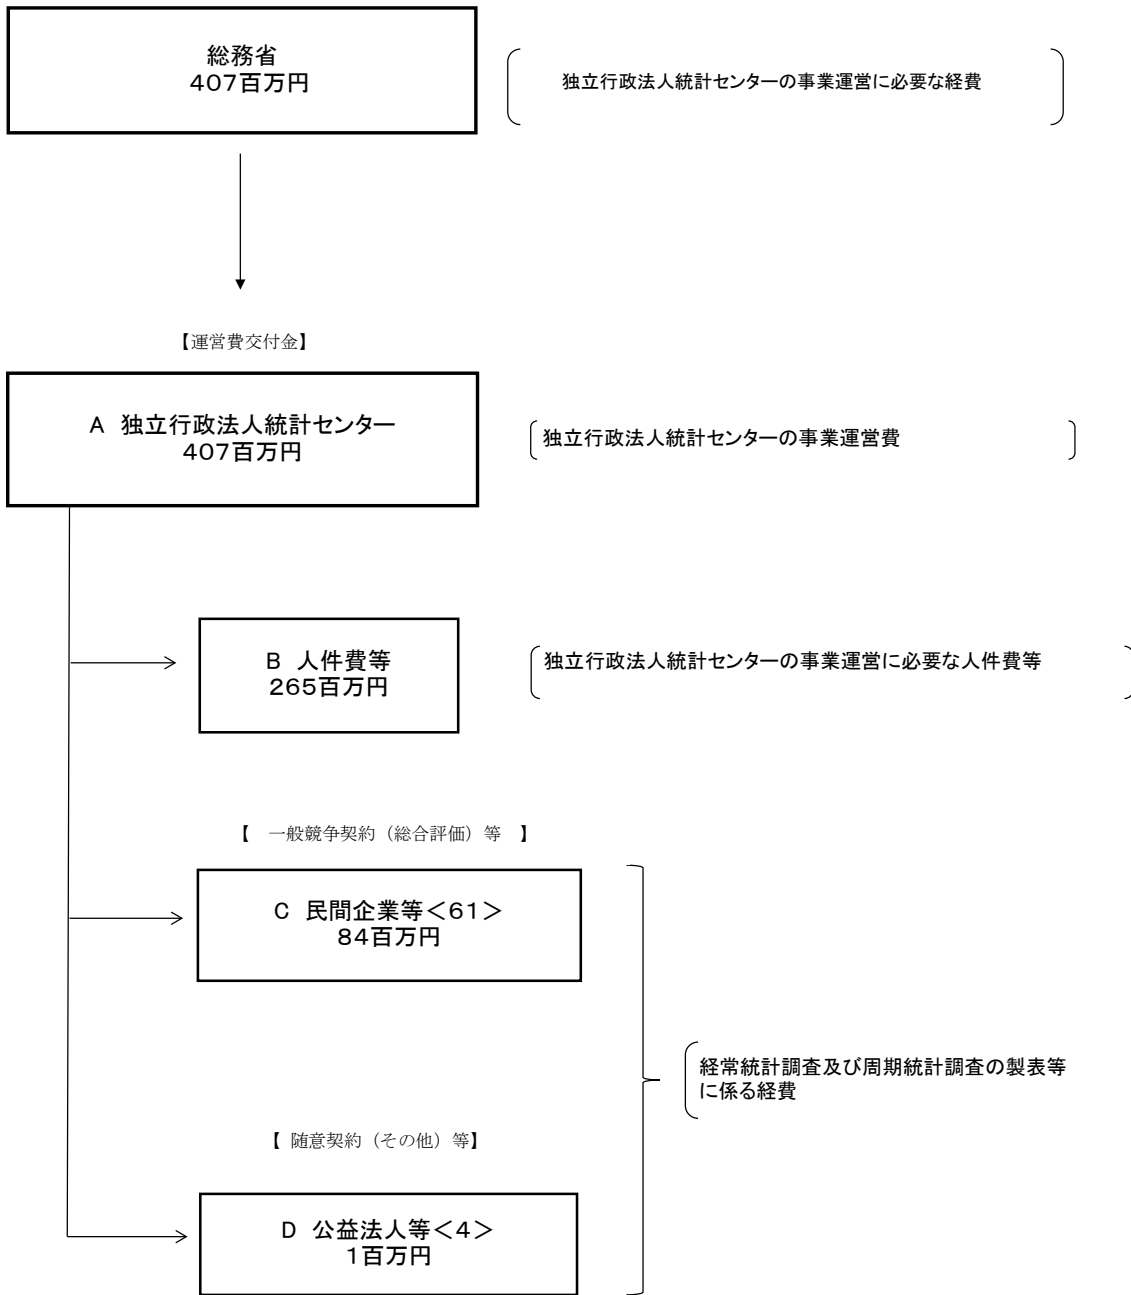 総務省
407百万円
独立行政法人統計センターの事業運営に必要な経費
【運営費交付金】
A　独立行政法人統計センター
407百万円
独立行政法人統計センターの事業運営費
B　人件費等
265百万円
独立行政法人統計センターの事業運営に必要な人件費等
【　一般競争契約（総合評価）等　】
C　民間企業等＜61＞
84百万円
経常統計調査及び周期統計調査の製表等
に係る経費
【 随意契約（その他）等】
D　公益法人等＜4＞
1百万円